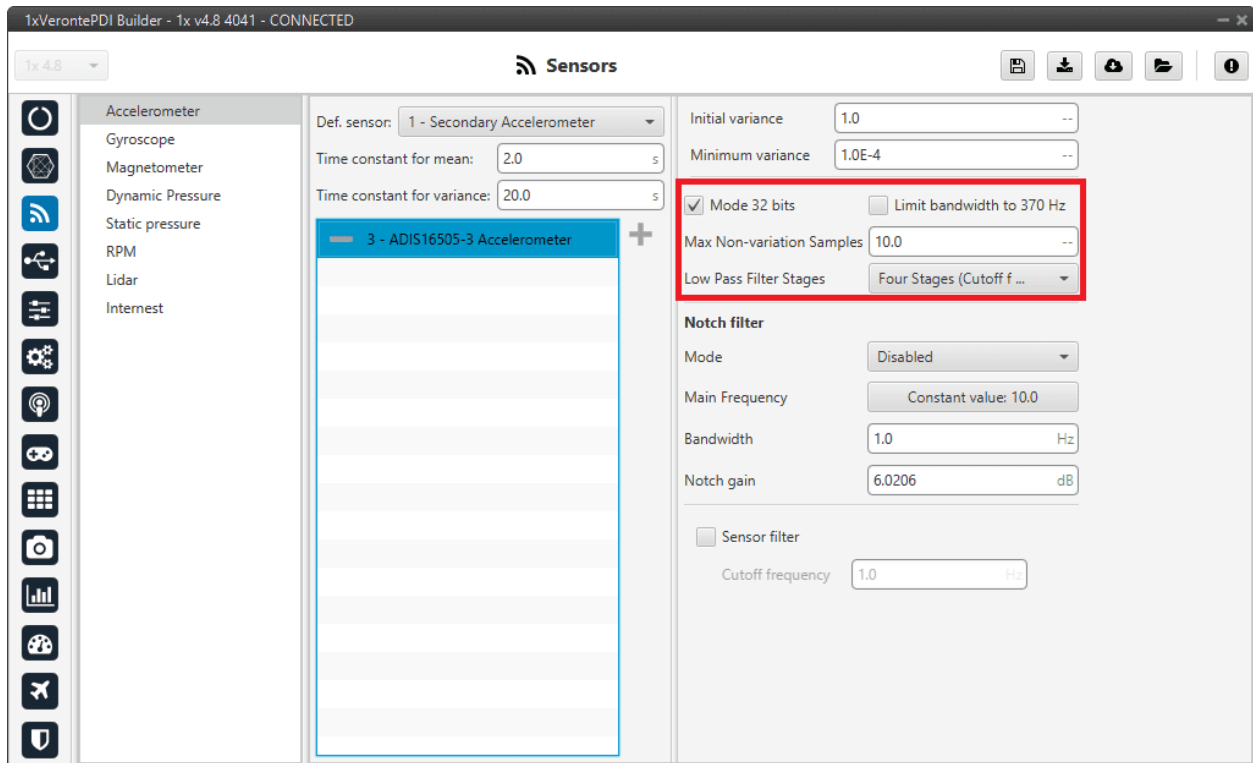 1xVerontePDI Builder - 1x v4.8 4041 - CONNECTED
1x 4.8
Sensors
Accelerometer
Gyroscope
Magnetometer
Dynamic Pressure
Static pressure
RPM
Lidar
Internest
Def. sensor: 1 - Secondary Accelerometer
Time constant for mean: 2.0 s
Time constant for variance: 20.0 s
3 - ADIS16505-3 Accelerometer
Initial variance 1.0 --
Minimum variance 1.0E-4 --
Mode 32 bits Limit bandwidth to 370 Hz
Max Non-variation Samples 10.0 --
Low Pass Filter Stages Four Stages (Cutoff f ...
Notch filter
Mode Disabled
Main Frequency Constant value: 10.0
Bandwidth 1.0 Hz
Notch gain 6.0206 dB
Sensor filter
Cutoff frequency 1.0 Hz